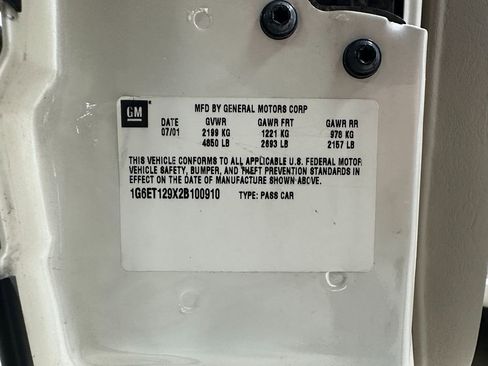 MFD BY GENERAL MOTORS CORP
GM DATE GVWR GAWR FRT GAWR RR
07/01 2199 KG 1221 KG 978 KG
4850 LB 2693 LB 2157 LB
THIS VEHICLE CONFORMS TO ALL APPLICABLE U.S. FEDERAL MOTOR
VEHICLE SAFETY, BUMPER, AND THEFT PREVENTION STANDARDS IN
EFFECT ON THE DATE OF MANUFACTURE SHOWN ABOVE.
1G6ET129X2B100910 TYPE: PASS CAR